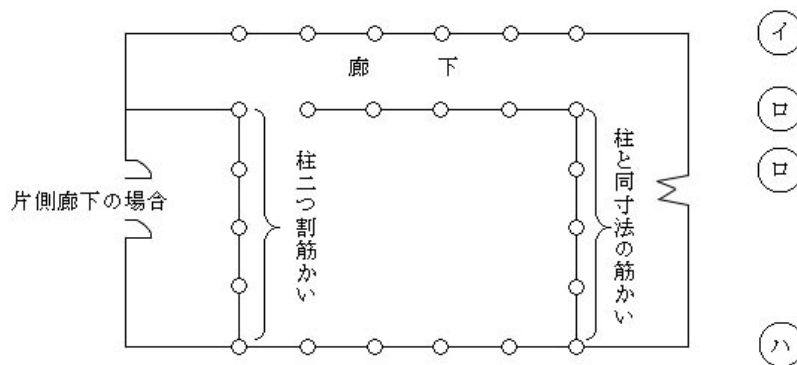 イ
廊下
ロ
ロ
片側廊下の場合
柱二つ割筋かい
柱と同寸法の筋かい
ハ